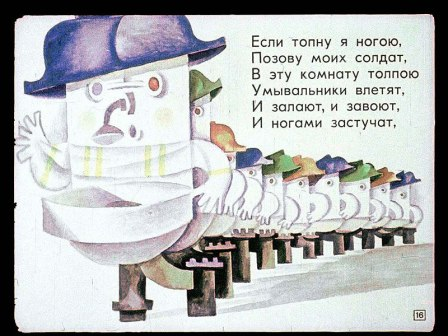 Если топну я ногою,
Позову моих солдат,
В эту комнату толпою
Умывальники влетят,
И залают, и завоют,
И ногами застучат,
16